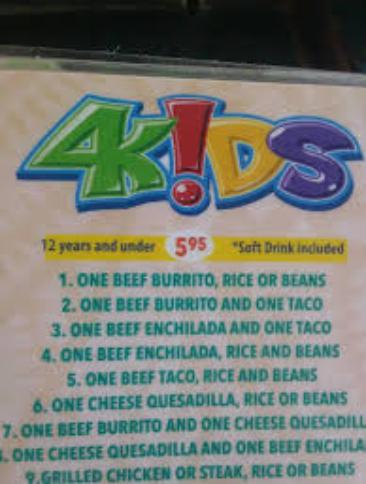 4K!DS
12 years and under 5.95 *Soft Drink Included
1. ONE BEEF BURRITO, RICE OR BEANS
2. ONE BEEF BURRITO AND ONE TACO
3. ONE BEEF ENCHILADA AND ONE TACO
4. ONE BEEF ENCHILADA, RICE AND BEANS
5. ONE BEEF TACO, RICE AND BEANS
6. ONE CHEESE QUESADILLA, RICE OR BEANS
7. ONE BEEF BURRITO AND ONE CHEESE QUESADILL
. ONE CHEESE QUESADILLA AND ONE BEEF ENCHILA
9.GRILLED CHICKEN OR STEAK, RICE OR BEANS